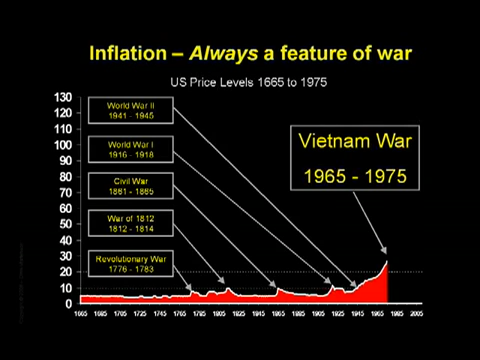 Inflation – Always a feature of war
US Price Levels 1665 to 1975
130
120
110
100
90
80
70
60
50
40
30
20
10
0
World War II
1941 - 1945
World War I
1916 - 1918
Civil War
1861 - 1865
War of 1812
1812 - 1814
Revolutionary War
1776 - 1783
Vietnam War
1965 - 1975
1665 1685 1705 1725 1745 1765 1785 1805 1825 1845 1865 1885 1905 1925 1945 1965 1985 2005